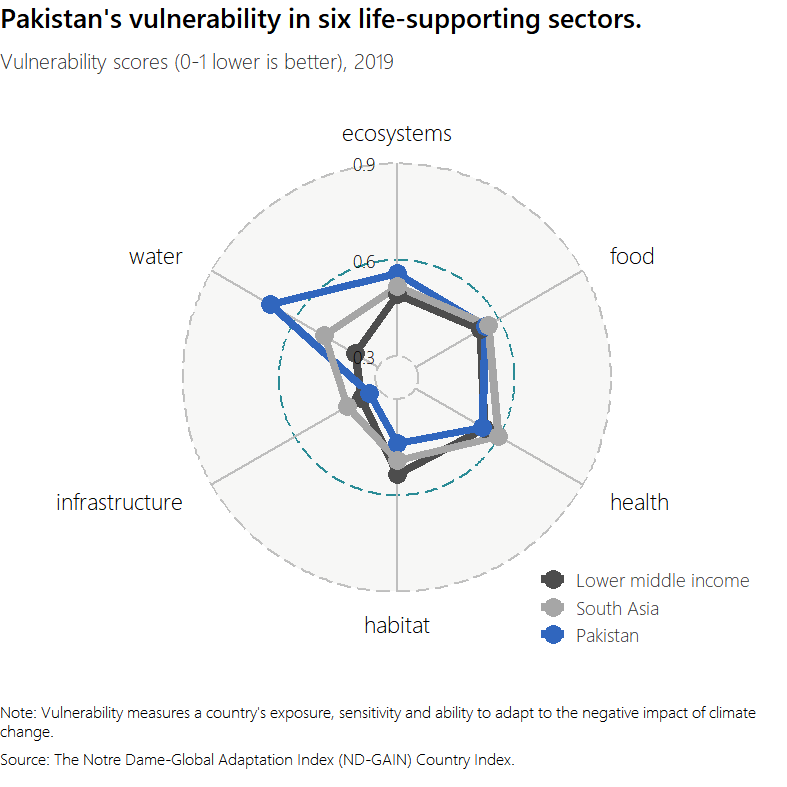 Pakistan's vulnerability in six life-supporting sectors.
Vulnerability scores (0-1 lower is better), 2019
ecosystems
0.9
water
0.6
food
0.3
infrastructure
health
habitat
Lower middle income
South Asia
Pakistan
Note: Vulnerability measures a country's exposure, sensitivity and ability to adapt to the negative impact of climate
change.
Source: The Notre Dame-Global Adaptation Index (ND-GAIN) Country Index.